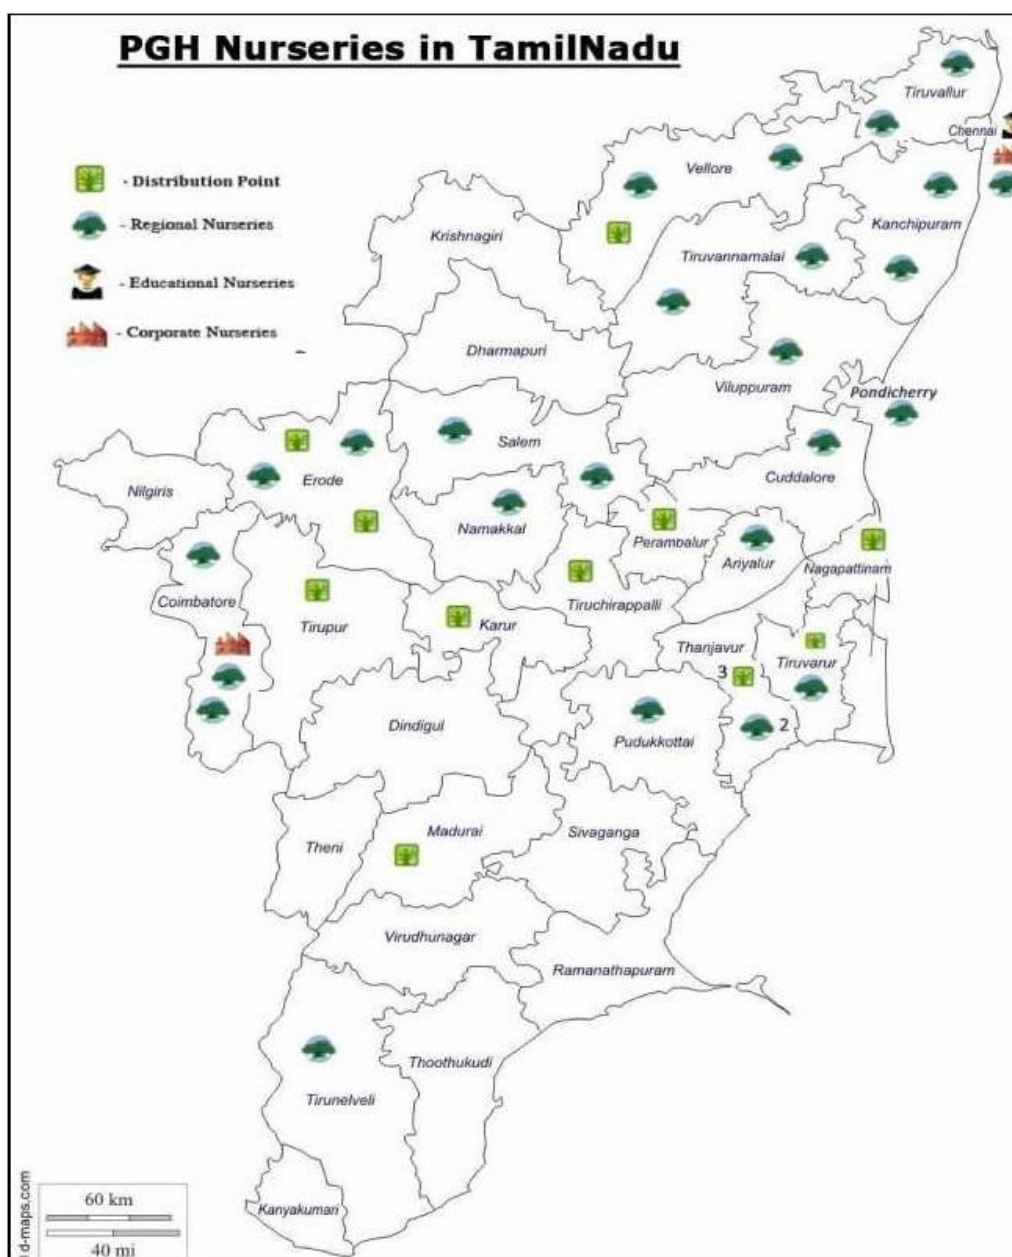 PGH Nurseries in TamilNadu
- Distribution Point
- Regional Nurseries
- Educational Nurseries
- Corporate Nurseries
Tiruvallur
Chennai
Vellore
Kanchipuram
Krishnagiri
Tiruvannamalai
Dharmapuri
Viluppuram
Pondicherry
Salem
Erode
Cuddalore
Nilgiris
Namakkal
Perambalur
Ariyalur
Nagapattinam
Coimbatore
Tirupur
Karur
Tiruchirappalli
Thanjavur
3
Tiruvarur
Dindigul
Pudukkottai
2
Theni
Madurai
Sivaganga
Virudhunagar
Ramanathapuram
Thoothukudi
Tirunelveli
Kanyakumari
60 km
40 mi
d-maps.com